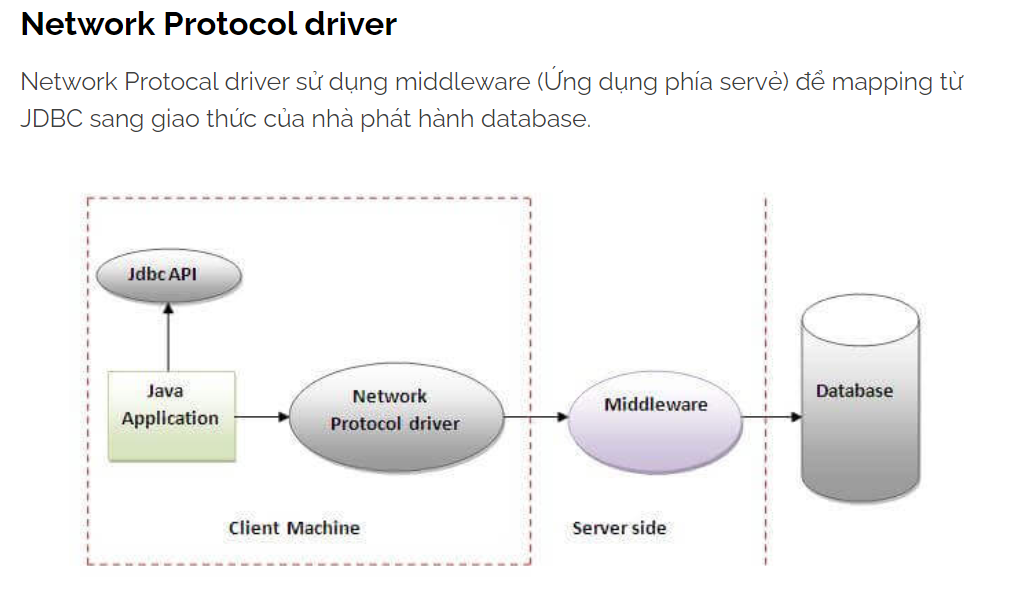 Network Protocol driver
Network Protocal driver sử dụng middleware (Ứng dụng phía servẻ) để mapping từ
JDBC sang giao thức của nhà phát hành database.
Jdbc API
Java
Application
Network
Protocol driver
Middleware
Database
Client Machine
Server side